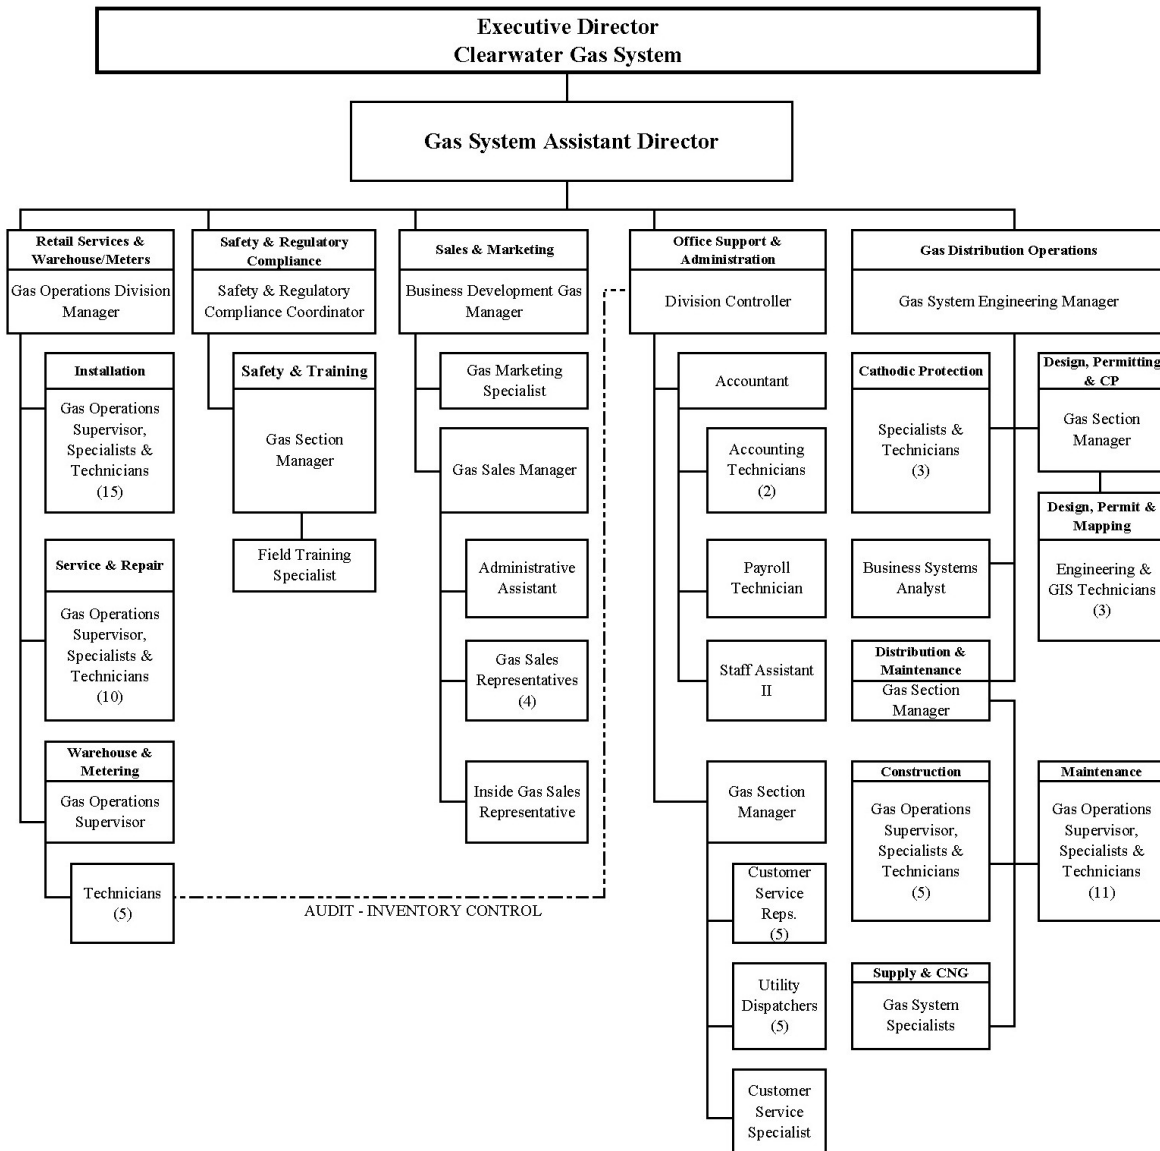 Executive Director
Clearwater Gas System
Gas System Assistant Director
Retail Services &
Warehouse/Meters
Gas Operations Division
Manager
Installation
Gas Operations
Supervisor,
Specialists &
Technicians
(15)
Service & Repair
Gas Operations
Supervisor,
Specialists &
Technicians
(10)
Warehouse &
Metering
Gas Operations
Supervisor
Technicians
(5)
AUDIT - INVENTORY CONTROL
Safety & Regulatory
Compliance
Safety & Regulatory
Compliance Coordinator
Safety & Training
Gas Section
Manager
Field Training
Specialist
Sales & Marketing
Business Development Gas
Manager
Gas Marketing
Specialist
Gas Sales Manager
Administrative
Assistant
Gas Sales
Representatives
(4)
Inside Gas Sales
Representative
Office Support &
Administration
Division Controller
Accountant
Accounting
Technicians
(2)
Payroll
Technician
Staff Assistant
II
Gas Section
Manager
Customer
Service
Reps.
(5)
Utility
Dispatchers
(5)
Customer
Service
Specialist
Gas Distribution Operations
Gas System Engineering Manager
Cathodic Protection
Specialists &
Technicians
(3)
Design, Permitting
& CP
Gas Section
Manager
Design, Permit &
Mapping
Engineering &
GIS Technicians
(3)
Business Systems
Analyst
Distribution &
Maintenance
Gas Section
Manager
Construction
Gas Operations
Supervisor,
Specialists &
Technicians
(5)
Maintenance
Gas Operations
Supervisor,
Specialists &
Technicians
(11)
Supply & CNG
Gas System
Specialists